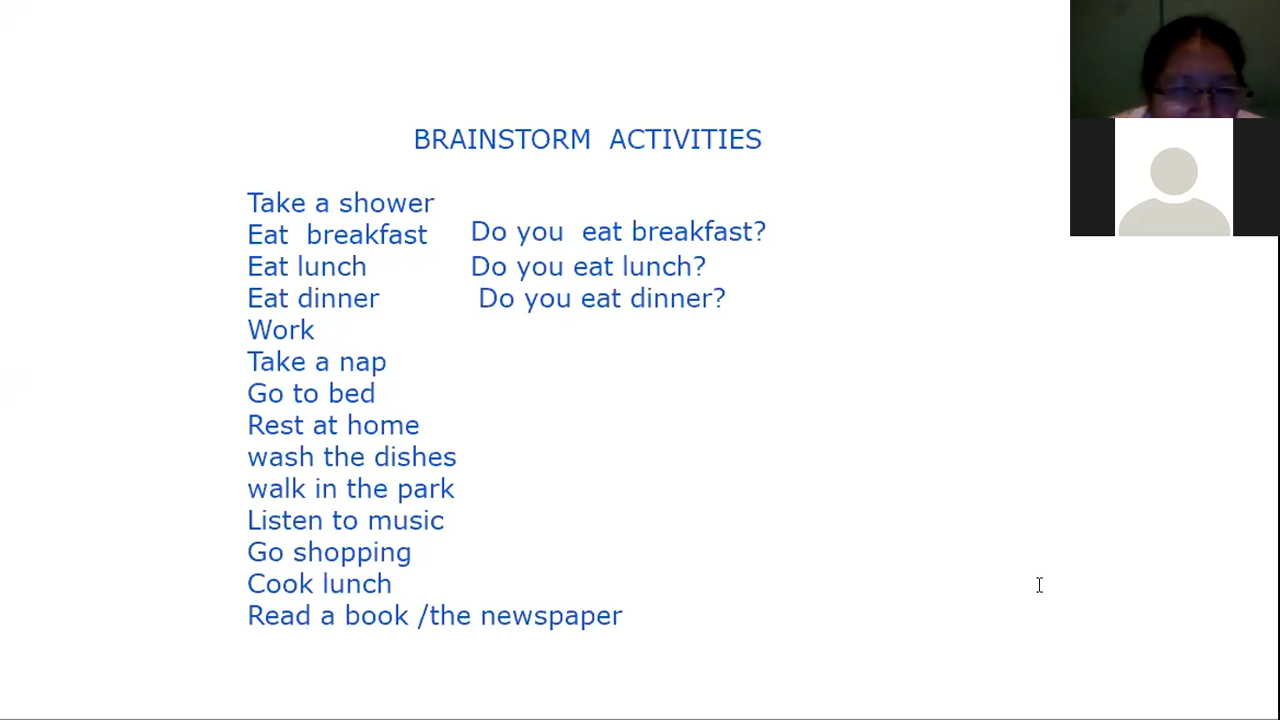 BRAINSTORM ACTIVITIES
Take a shower
Eat breakfast Do you eat breakfast?
Eat lunch Do you eat lunch?
Eat dinner Do you eat dinner?
Work
Take a nap
Go to bed
Rest at home
wash the dishes
walk in the park
Listen to music
Go shopping
Cook lunch
Read a book /the newspaper